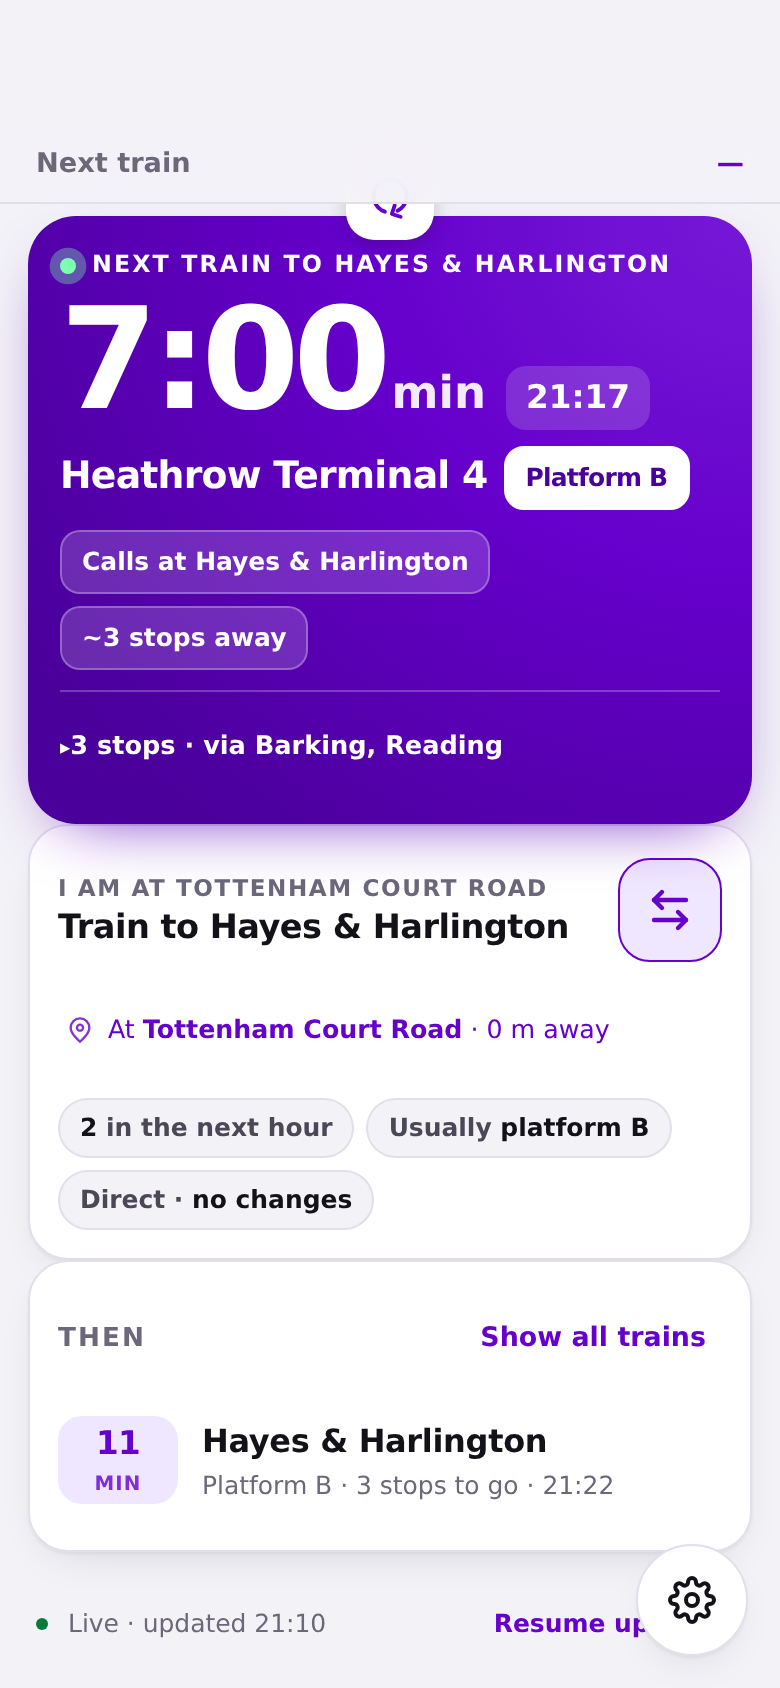 Next train
—
NEXT TRAIN TO HAYES & HARLINGTON
7:00 min 21:17
Heathrow Terminal 4 Platform B
Calls at Hayes & Harlington
~3 stops away
▸3 stops · via Barking, Reading
I AM AT TOTTENHAM COURT ROAD
Train to Hayes & Harlington
At Tottenham Court Road · 0 m away
2 in the next hour Usually platform B
Direct · no changes
THEN Show all trains
11 Hayes & Harlington
MIN Platform B · 3 stops to go · 21:22
Live · updated 21:10 Resume